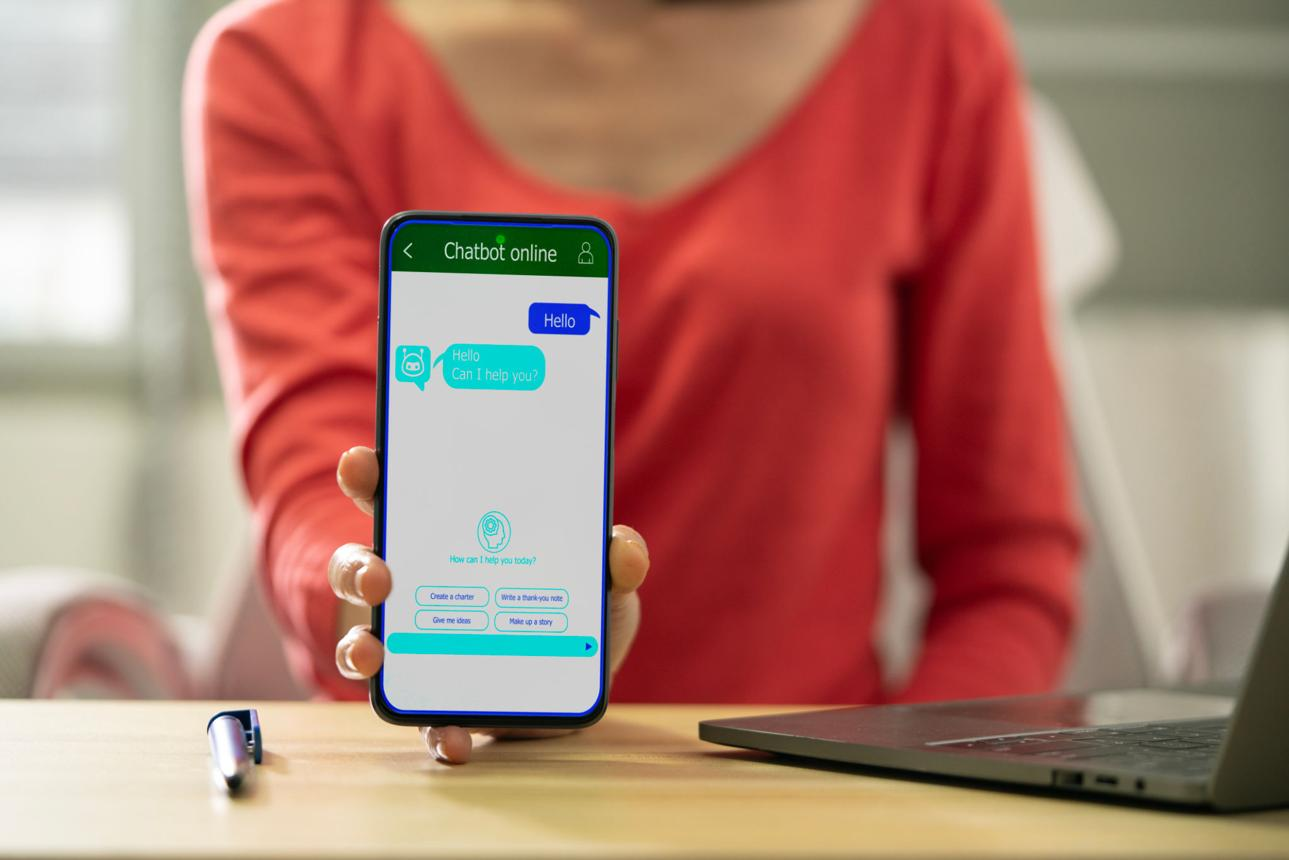 Chatbot online
Hello
Hello
Can I help you?
How can I help you today?
Create a charter
Write a thank-you note
Give me ideas
Make up a story